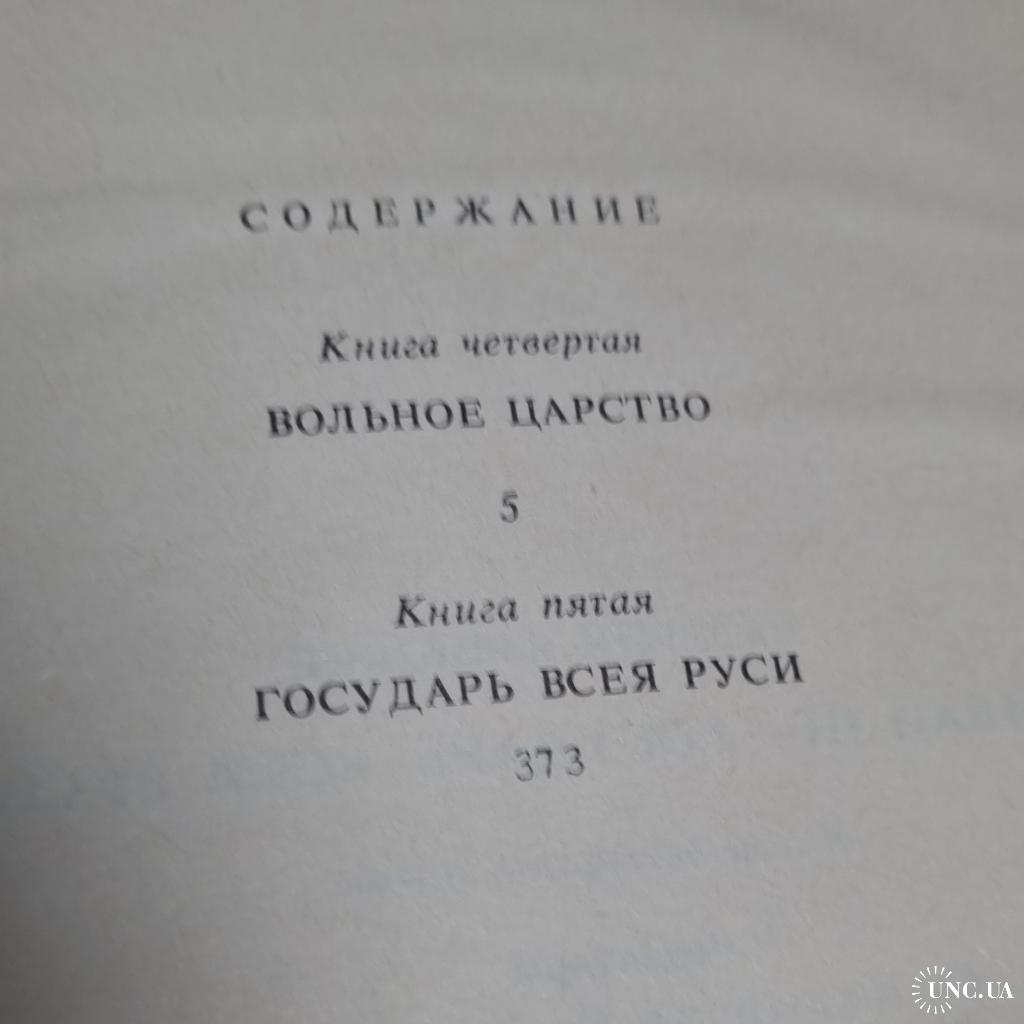 СОДЕРЖАНИЕ
Книга четвертая
ВОЛЬНОЕ ЦАРСТВО
5
Книга пятая
ГОСУДАРЬ ВСЕЯ РУСИ
373
UNC.UA